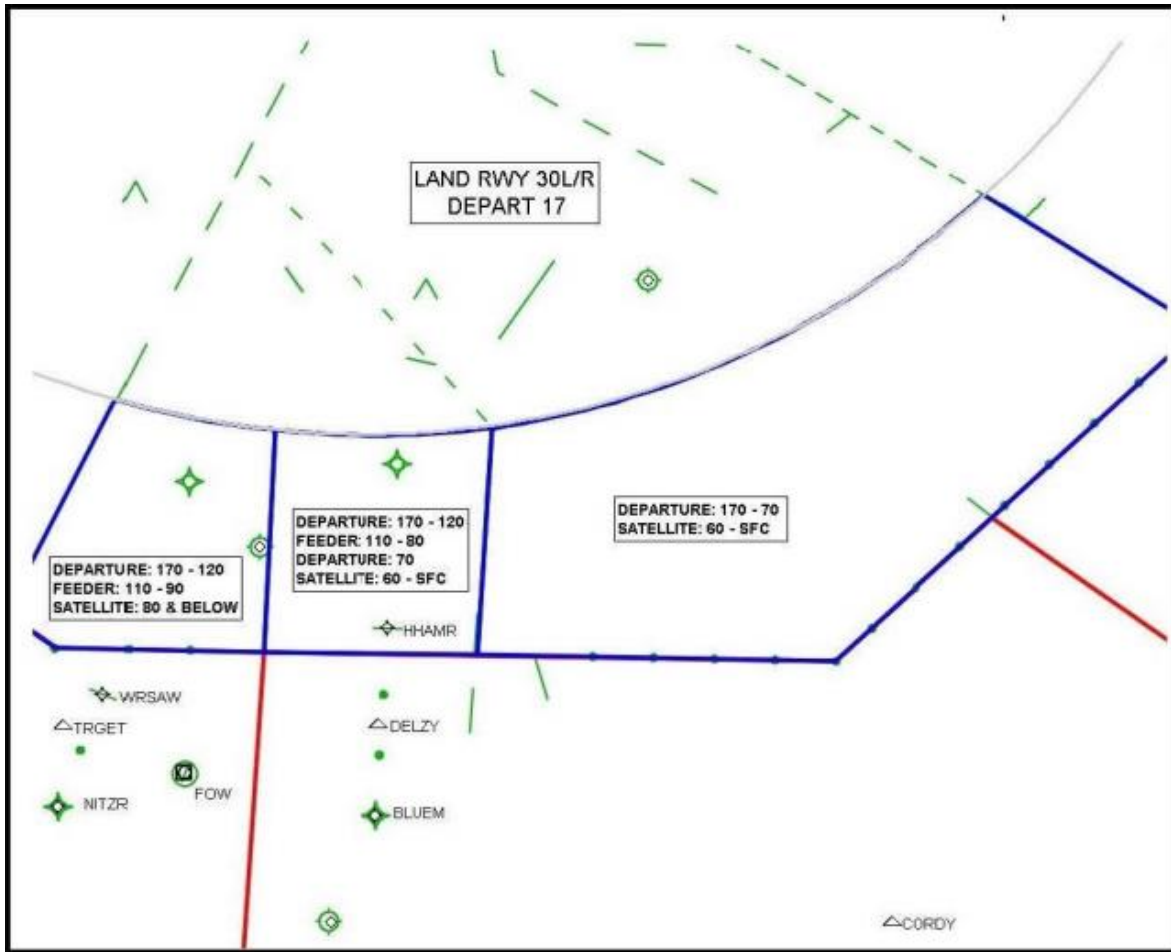 LAND RWY 30L/R
DEPART 17
DEPARTURE: 170 - 120
FEEDER: 110 - 90
SATELLITE: 80 & BELOW
DEPARTURE: 170 - 120
FEEDER: 110 - 80
DEPARTURE: 70
SATELLITE: 60 - SFC
DEPARTURE: 170 - 70
SATELLITE: 60 - SFC
HHAMR
WRSAW
TRGET
DELZY
FOW
NITZR
BLUEM
CORDY